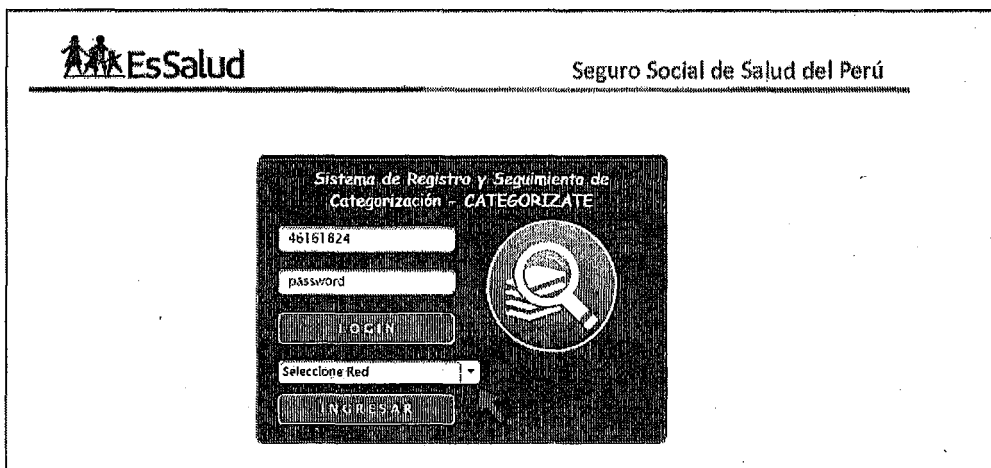 EsSalud
Seguro Social de Salud del Perú
Sistema de Registro y Seguimiento de
Categorización - CATEGORIZATE
46161824
password
LOGIN
Seleccione Red
INGRESAR